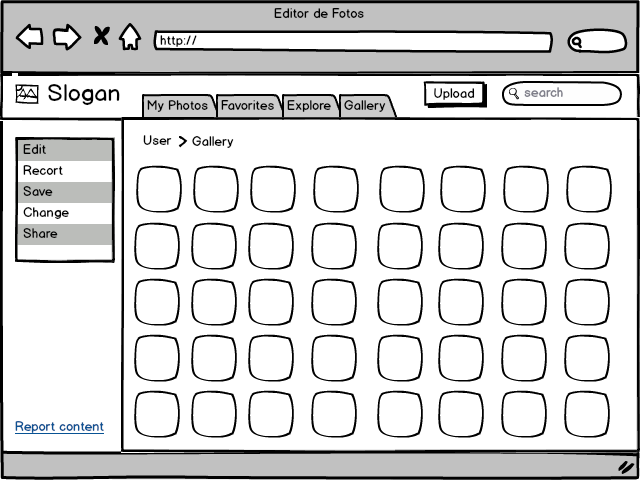 Editor de Fotos
http://
Slogan
My Photos
Favorites
Explore
Gallery
Upload
search
User > Gallery
Edit
Recort
Save
Change
Share
Report content